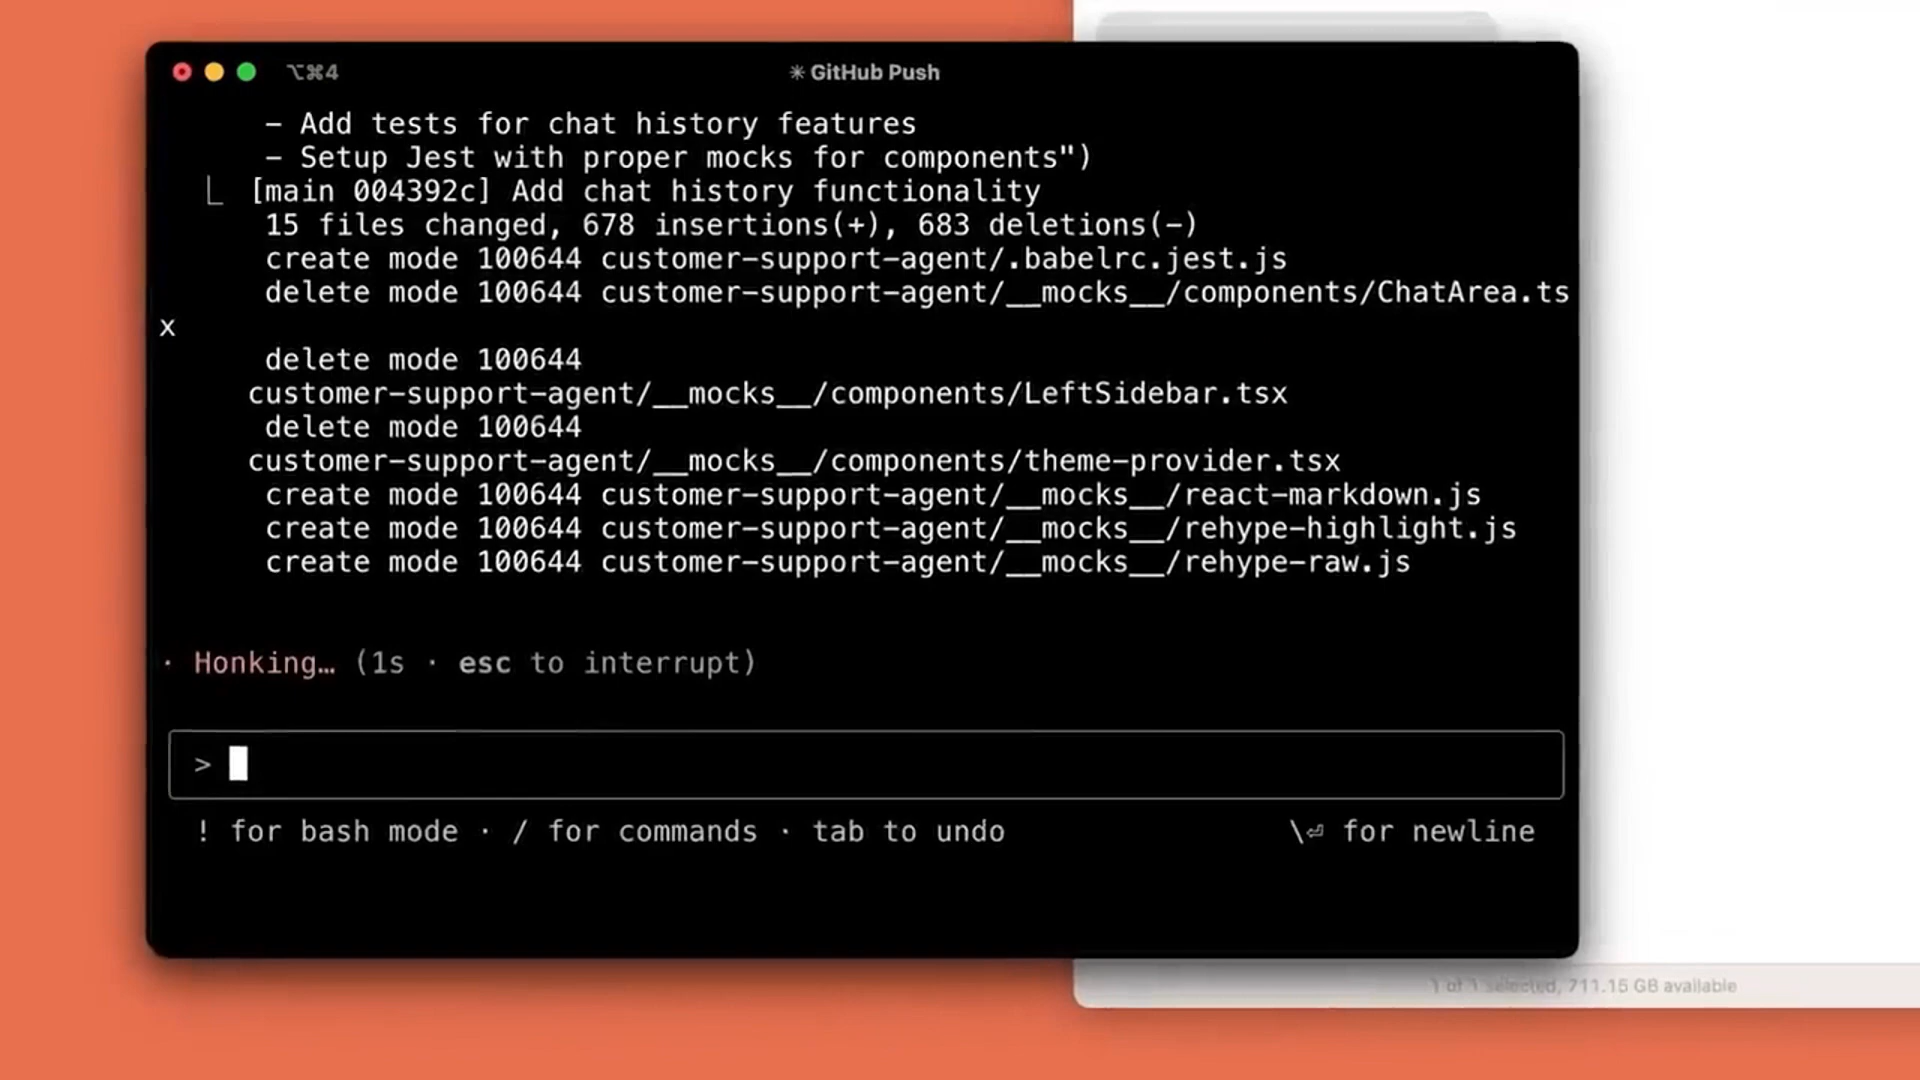 ⌥⌘4
✳ GitHub Push
- Add tests for chat history features
- Setup Jest with proper mocks for components")
⎿ [main 004392c] Add chat history functionality
15 files changed, 678 insertions(+), 683 deletions(-)
create mode 100644 customer-support-agent/.babelrc.jest.js
delete mode 100644 customer-support-agent/__mocks__/components/ChatArea.ts
x
delete mode 100644
customer-support-agent/__mocks__/components/LeftSidebar.tsx
delete mode 100644
customer-support-agent/__mocks__/components/theme-provider.tsx
create mode 100644 customer-support-agent/__mocks__/react-markdown.js
create mode 100644 customer-support-agent/__mocks__/rehype-highlight.js
create mode 100644 customer-support-agent/__mocks__/rehype-raw.js
· Honking… (1s · esc to interrupt)
>
! for bash mode · / for commands · tab to undo
\⏎ for newline
1 of 1 selected, 711.15 GB available